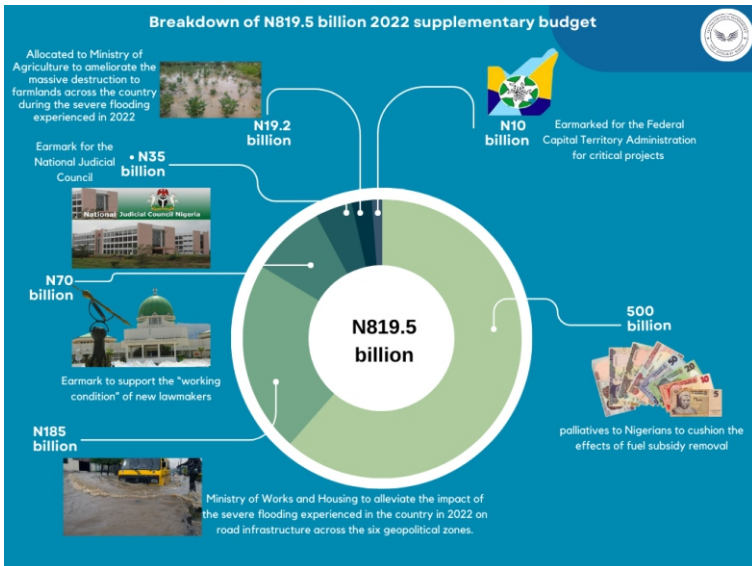 Breakdown of N819.5 billion 2022 supplementary budget
Allocated to Ministry of
Agriculture to ameliorate the
massive destruction to
farmlands across the country
during the severe flooding
experienced in 2022
N19.2
billion
N10
billion
Earmarked for the Federal
Capital Territory Administration
for critical projects
Earmark for the
National Judicial
Council
• N35
billion
National Judicial Council Nigeria
N70
billion
Earmark to support the "working
condition" of new lawmakers
N819.5
billion
500
billion
50
20
10
5
palliatives to Nigerians to cushion the
effects of fuel subsidy removal
N185
billion
Ministry of Works and Housing to alleviate the impact of
the severe flooding experienced in the country in 2022 on
road infrastructure across the six geopolitical zones.